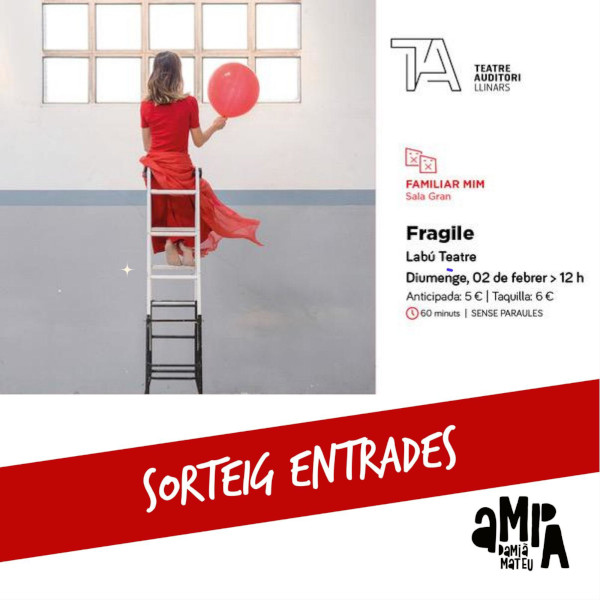 TA
TEATRE
AUDITORI
LLINARS
FAMILIAR MIM
Sala Gran
Fragile
Labú Teatre
Diumenge, 02 de febrer > 12 h
Anticipada: 5 € | Taquilla: 6 €
60 minuts | SENSE PARAULES
SORTEIG ENTRADES
AMPA
DAMIÀ
MATEU